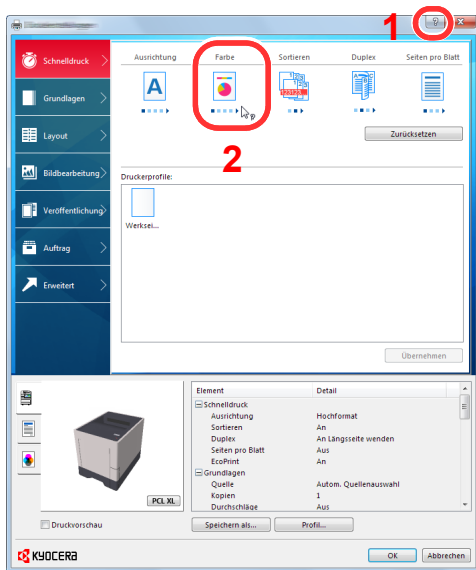 1
?
Schnelldruck
Grundlagen
Layout
Bildbearbeitung
Veröffentlichung
Auftrag
Erweitert
Ausrichtung Farbe Sortieren Duplex Seiten pro Blatt
A
123123
2
Zurücksetzen
Druckerprofile:
Werksei...
Übernehmen
Element Detail
Schnelldruck
Ausrichtung Hochformat
Sortieren An
Duplex An Längsseite wenden
Seiten pro Blatt Aus
EcoPrint An
Grundlagen
Quelle Autom. Quellenauswahl
Kopien 1
Durchschläge Aus
PCL XL
Druckvorschau
Speichern als... Profil...
KYOCERA
OK Abbrechen